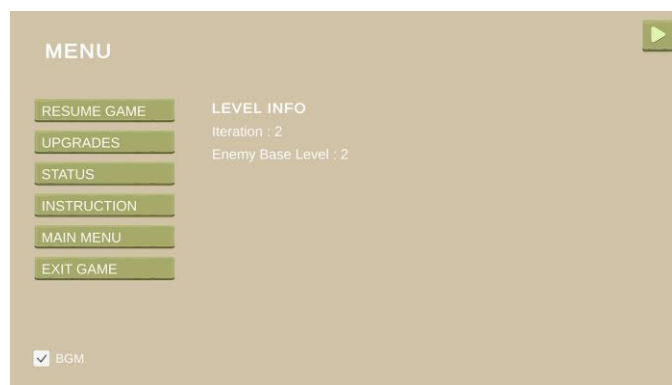 MENU
RESUME GAME
UPGRADES
STATUS
INSTRUCTION
MAIN MENU
EXIT GAME
LEVEL INFO
Iteration : 2
Enemy Base Level : 2
BGM